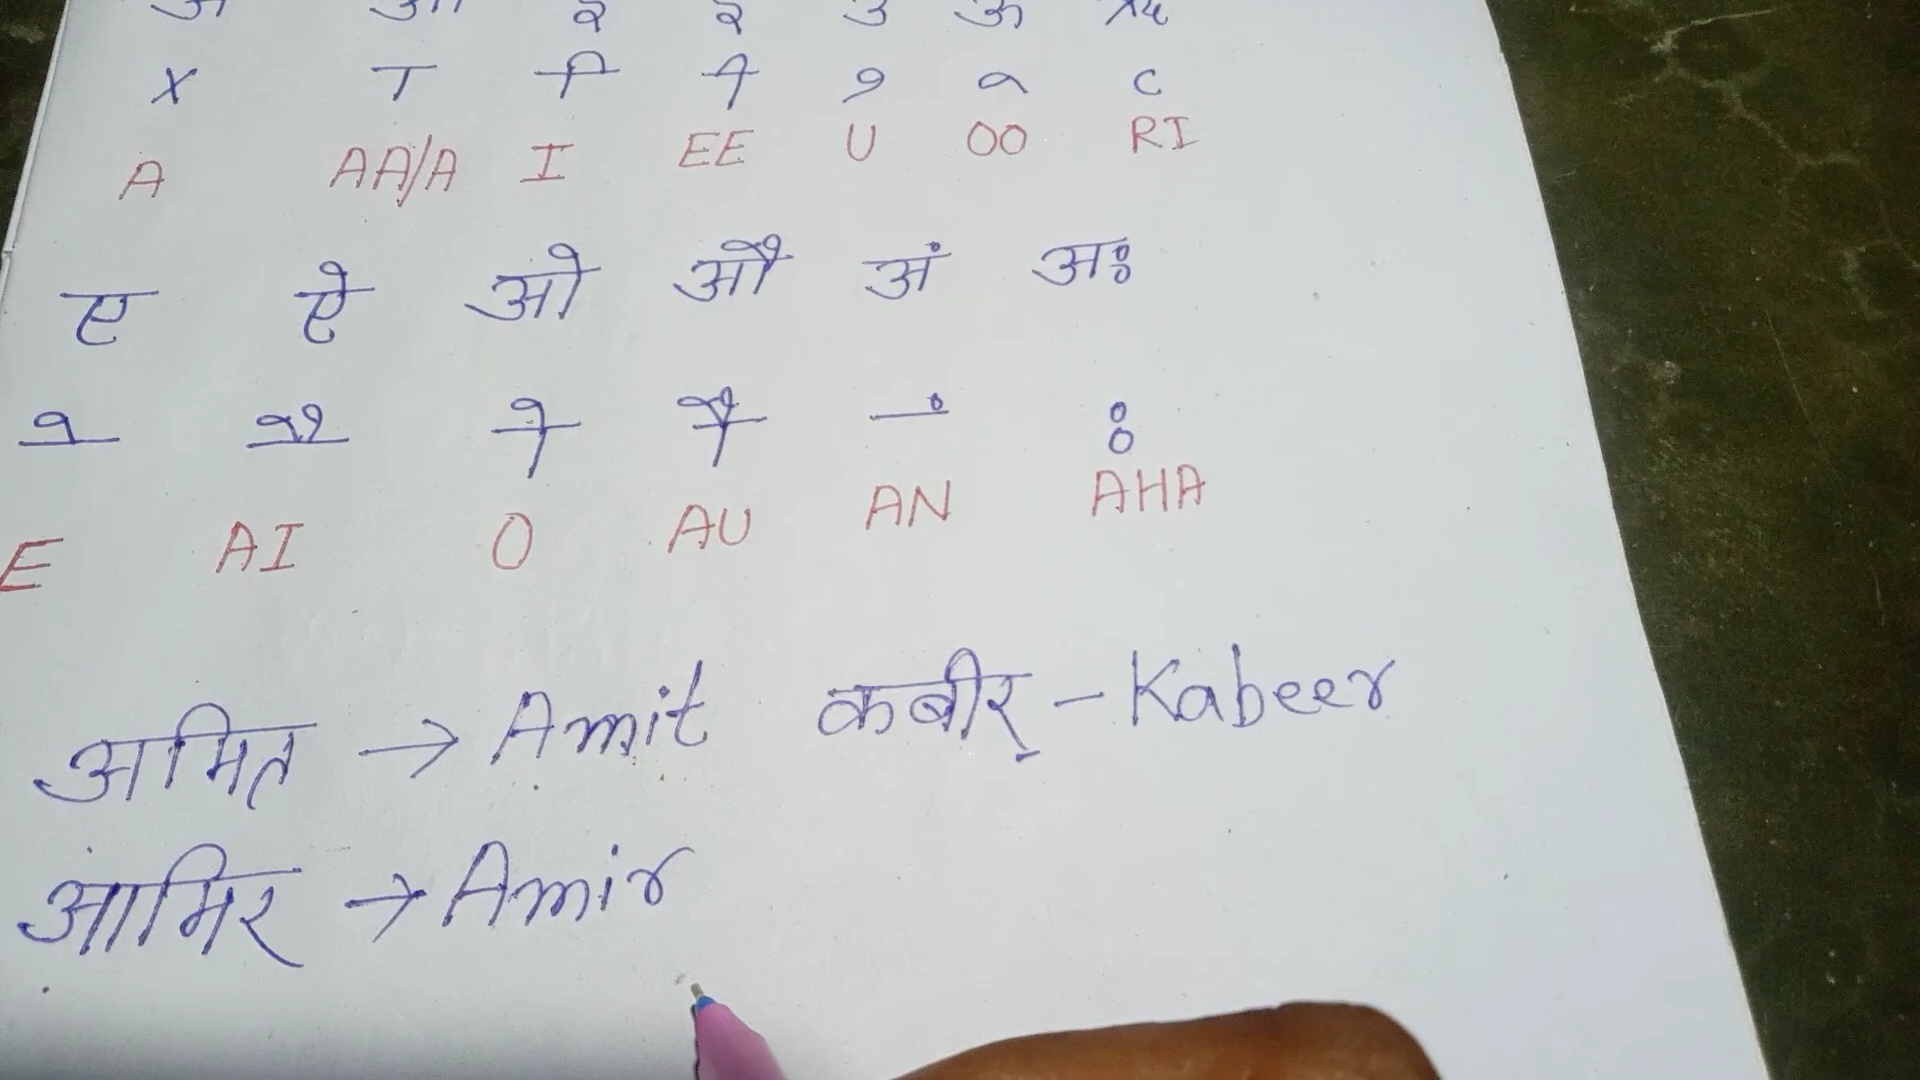 अ आ इ ई उ ऊ ऋ
X ा ि ी ु ू ृ
A AA/A I EE U OO RI
ए ऐ ओ औ अं अः
े ै ो ौ ं ः
E AI O AU AN AHA
अमित → Amit कबीर् - Kabeer
आमिर → Amir